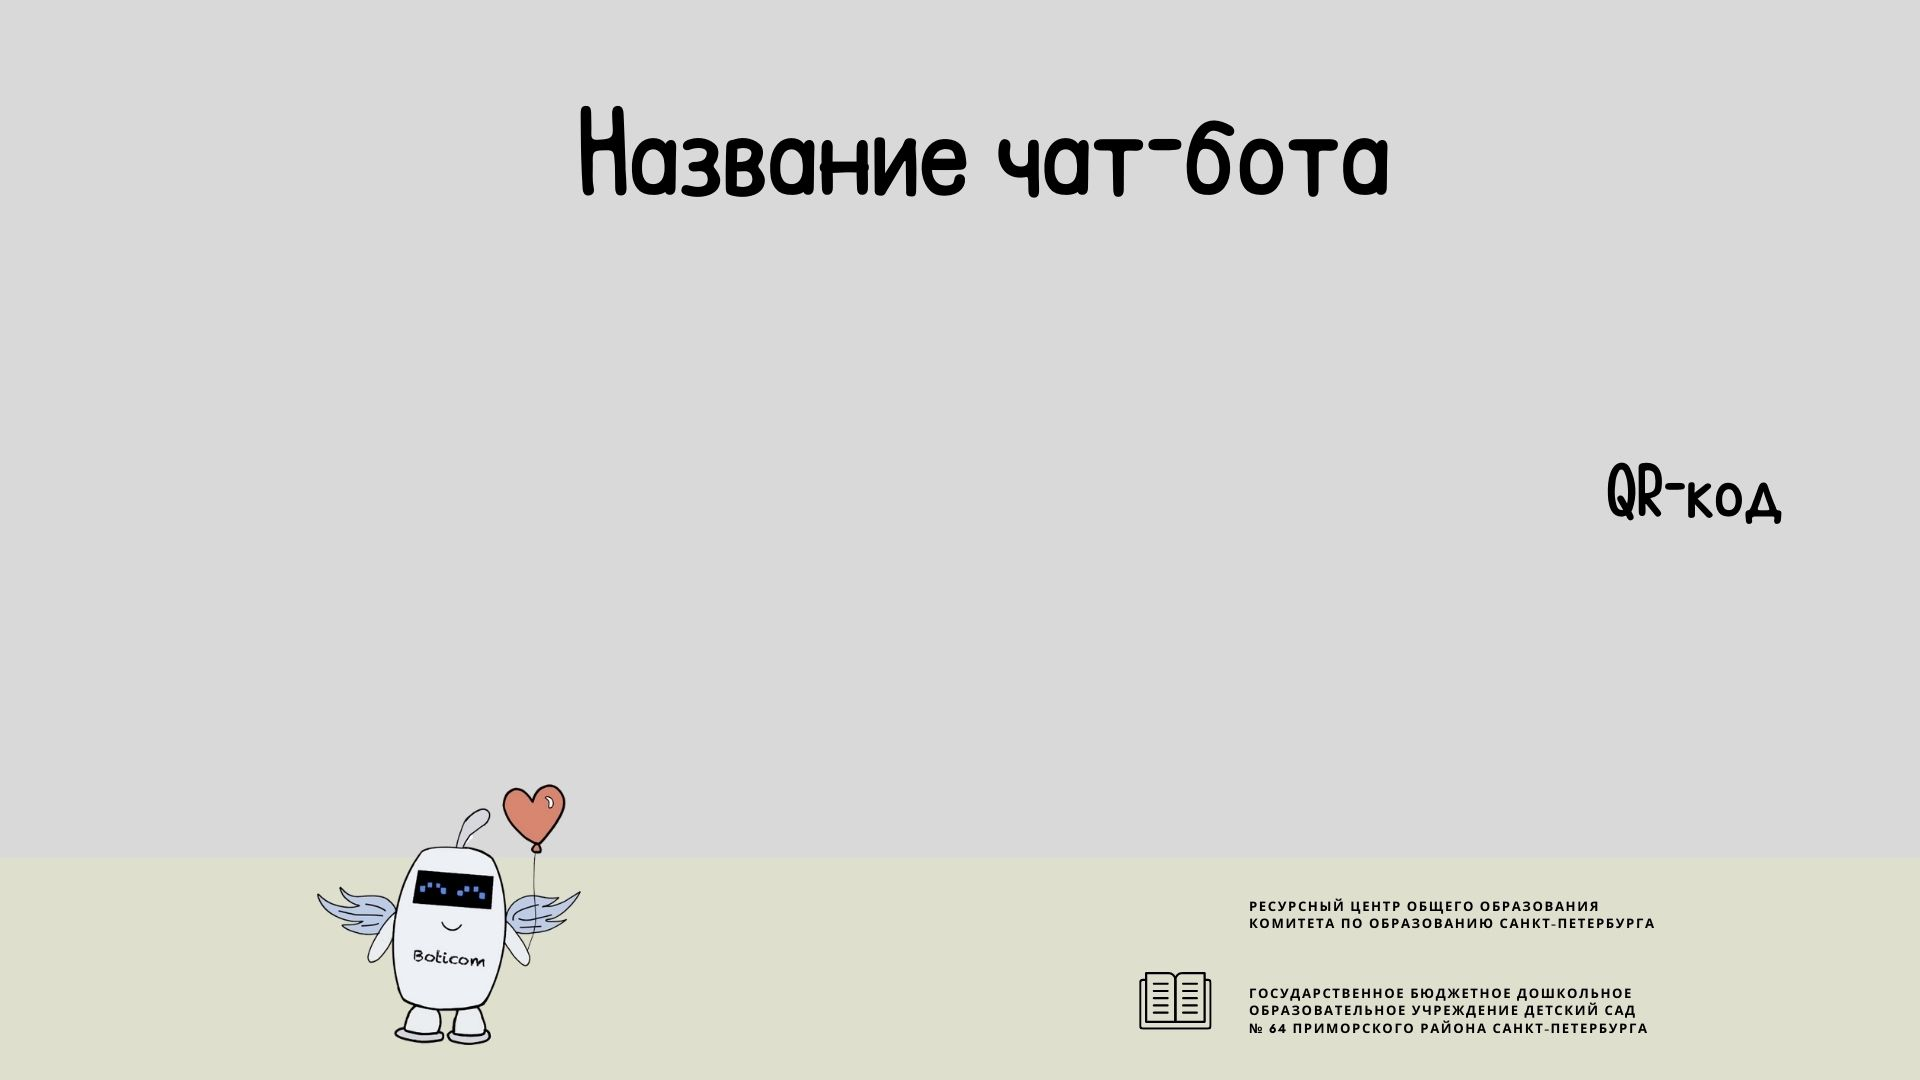 Название чат-бота
QR-код
Boticom
РЕСУРСНЫЙ ЦЕНТР ОБЩЕГО ОБРАЗОВАНИЯ
КОМИТЕТА ПО ОБРАЗОВАНИЮ САНКТ-ПЕТЕРБУРГА
ГОСУДАРСТВЕННОЕ БЮДЖЕТНОЕ ДОШКОЛЬНОЕ
ОБРАЗОВАТЕЛЬНОЕ УЧРЕЖДЕНИЕ ДЕТСКИЙ САД
№ 64 ПРИМОРСКОГО РАЙОНА САНКТ-ПЕТЕРБУРГА